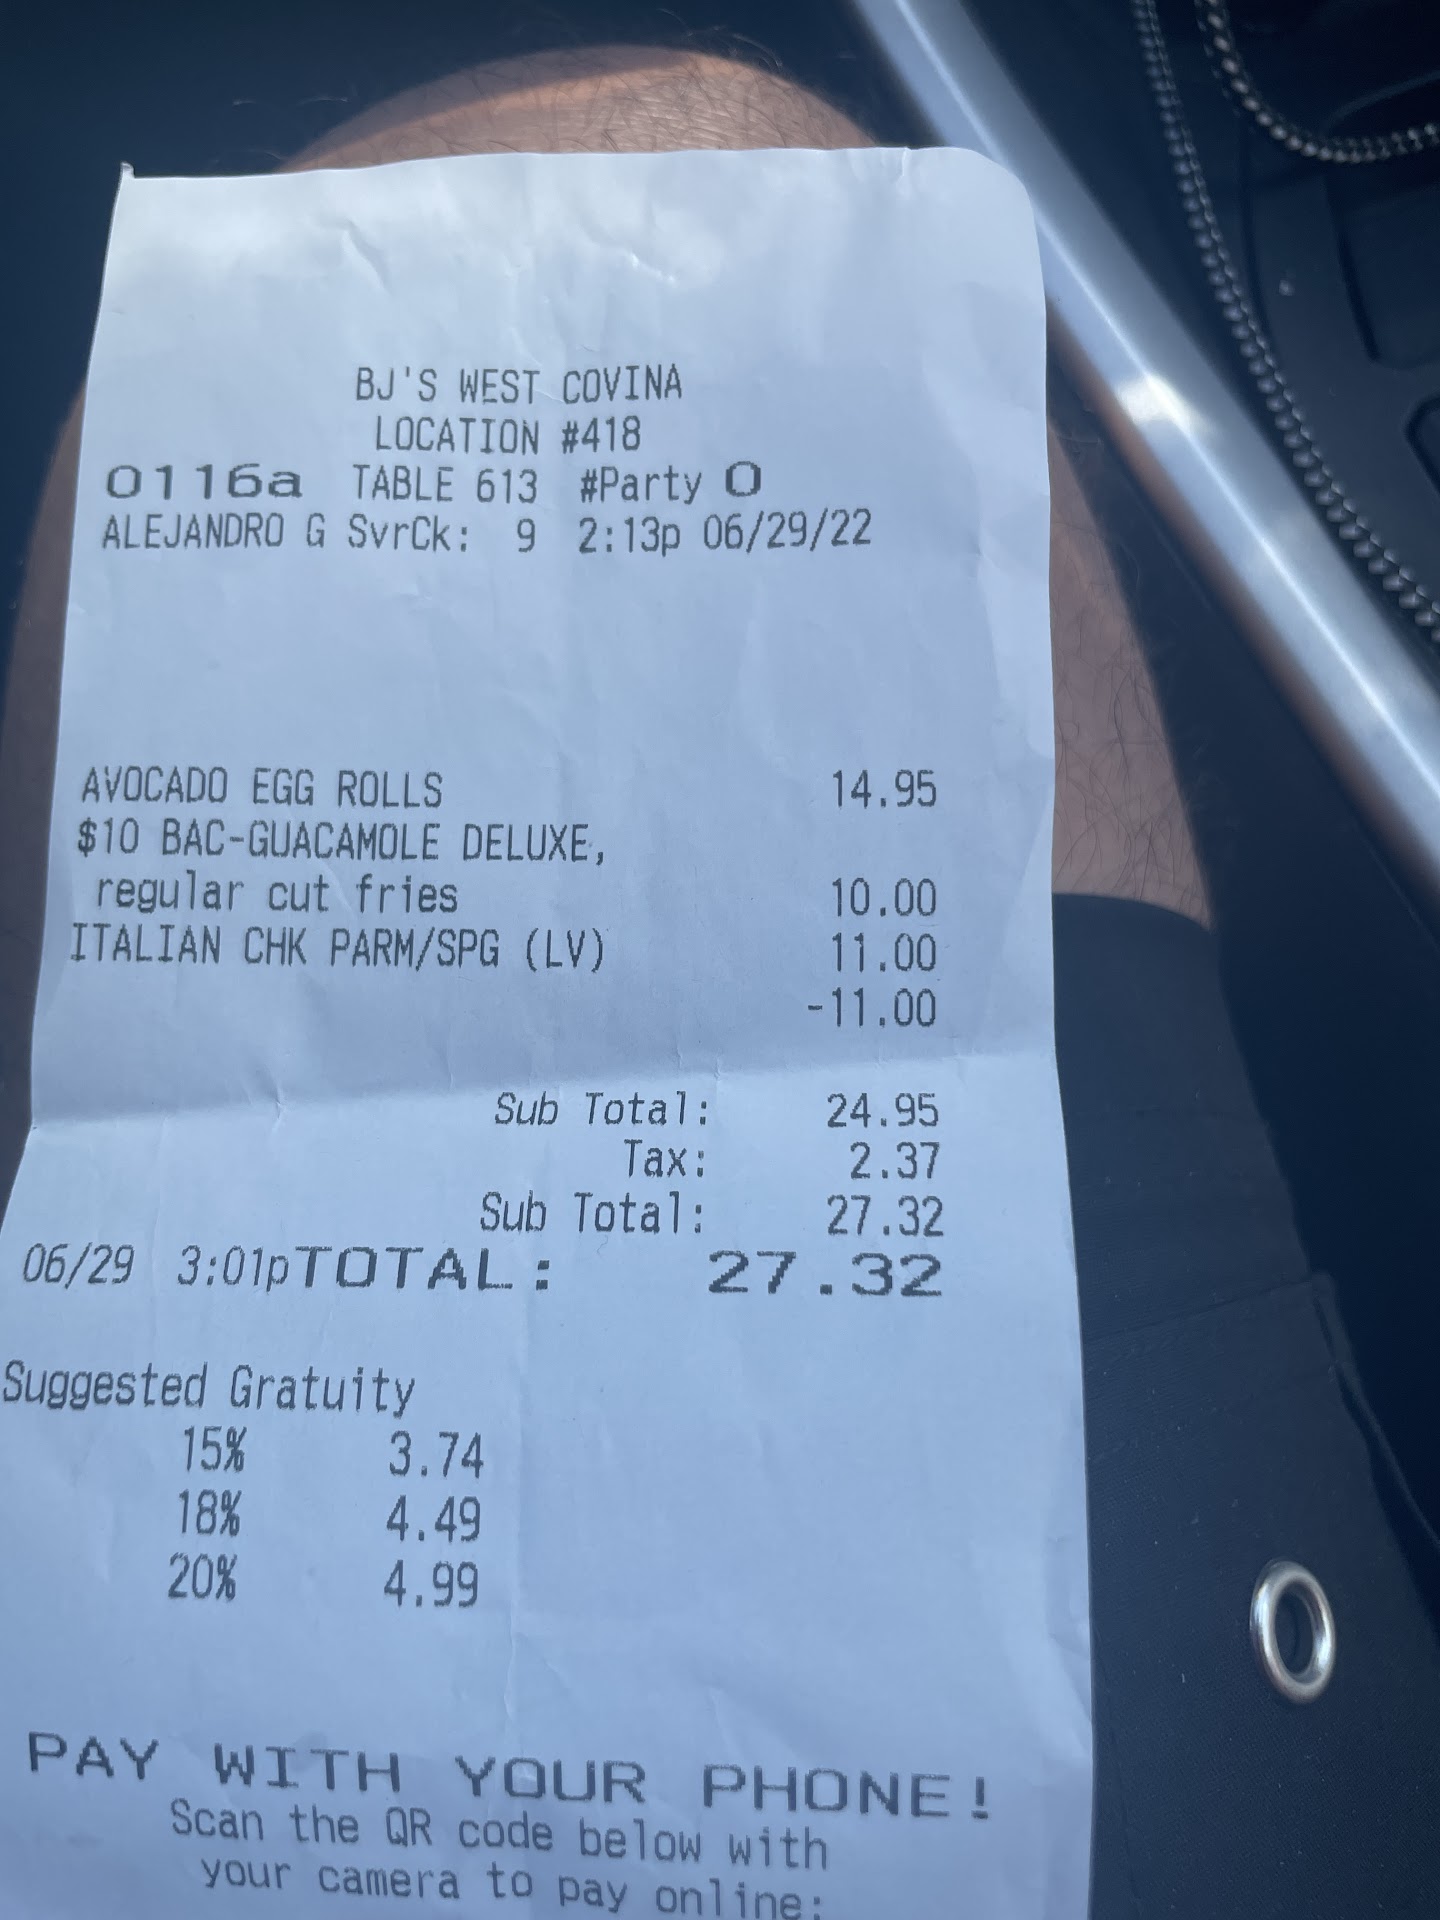 BJ'S WEST COVINA
LOCATION #418
0116a TABLE 613 #Party 0
ALEJANDRO G SvrCk: 9 2:13p 06/29/22
AVOCADO EGG ROLLS 14.95
$10 BAC-GUACAMOLE DELUXE,
regular cut fries 10.00
ITALIAN CHK PARM/SPG (LV) 11.00
-11.00
Sub Total: 24.95
Tax: 2.37
Sub Total: 27.32
06/29 3:01pTOTAL: 27.32
Suggested Gratuity
15% 3.74
18% 4.49
20% 4.99
PAY WITH YOUR PHONE!
Scan the QR code below with
your camera to pay online: